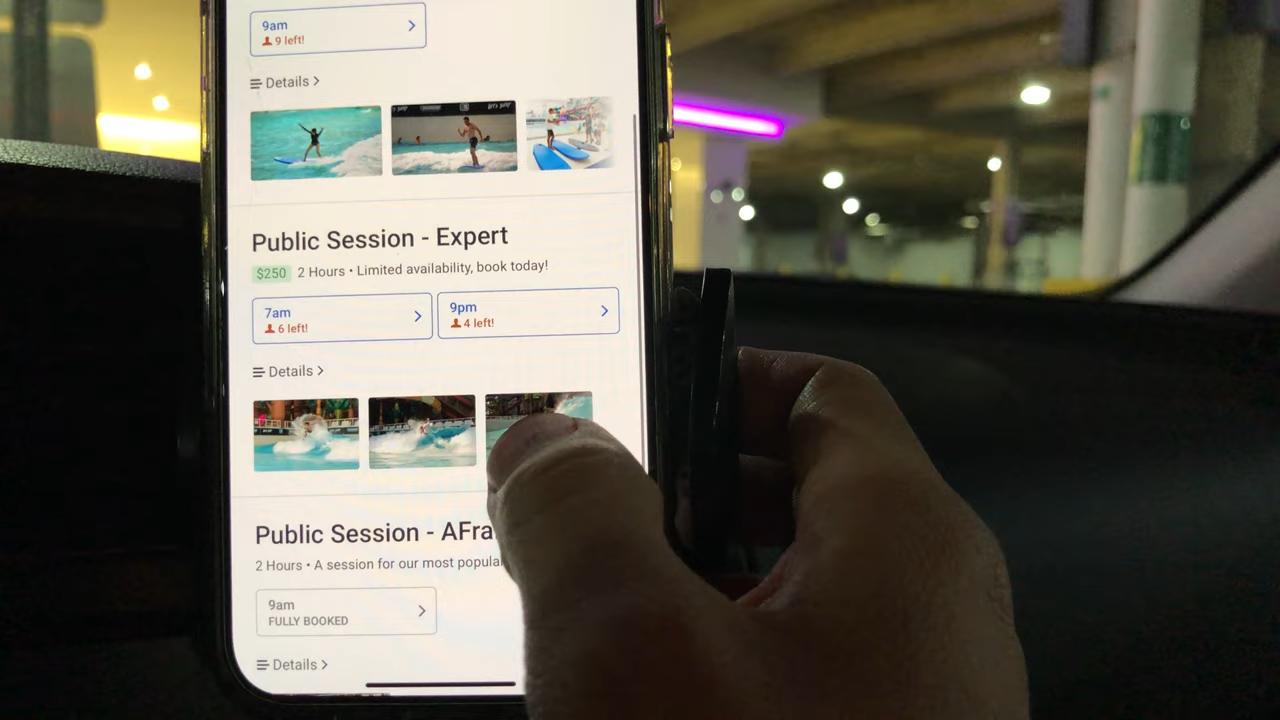 9am
9 left!
Details
Public Session - Expert
$250 2 Hours • Limited availability, book today!
7am
6 left!
9pm
4 left!
Details
Public Session - AFra
2 Hours • A session for our most popula
9am
FULLY BOOKED
Details